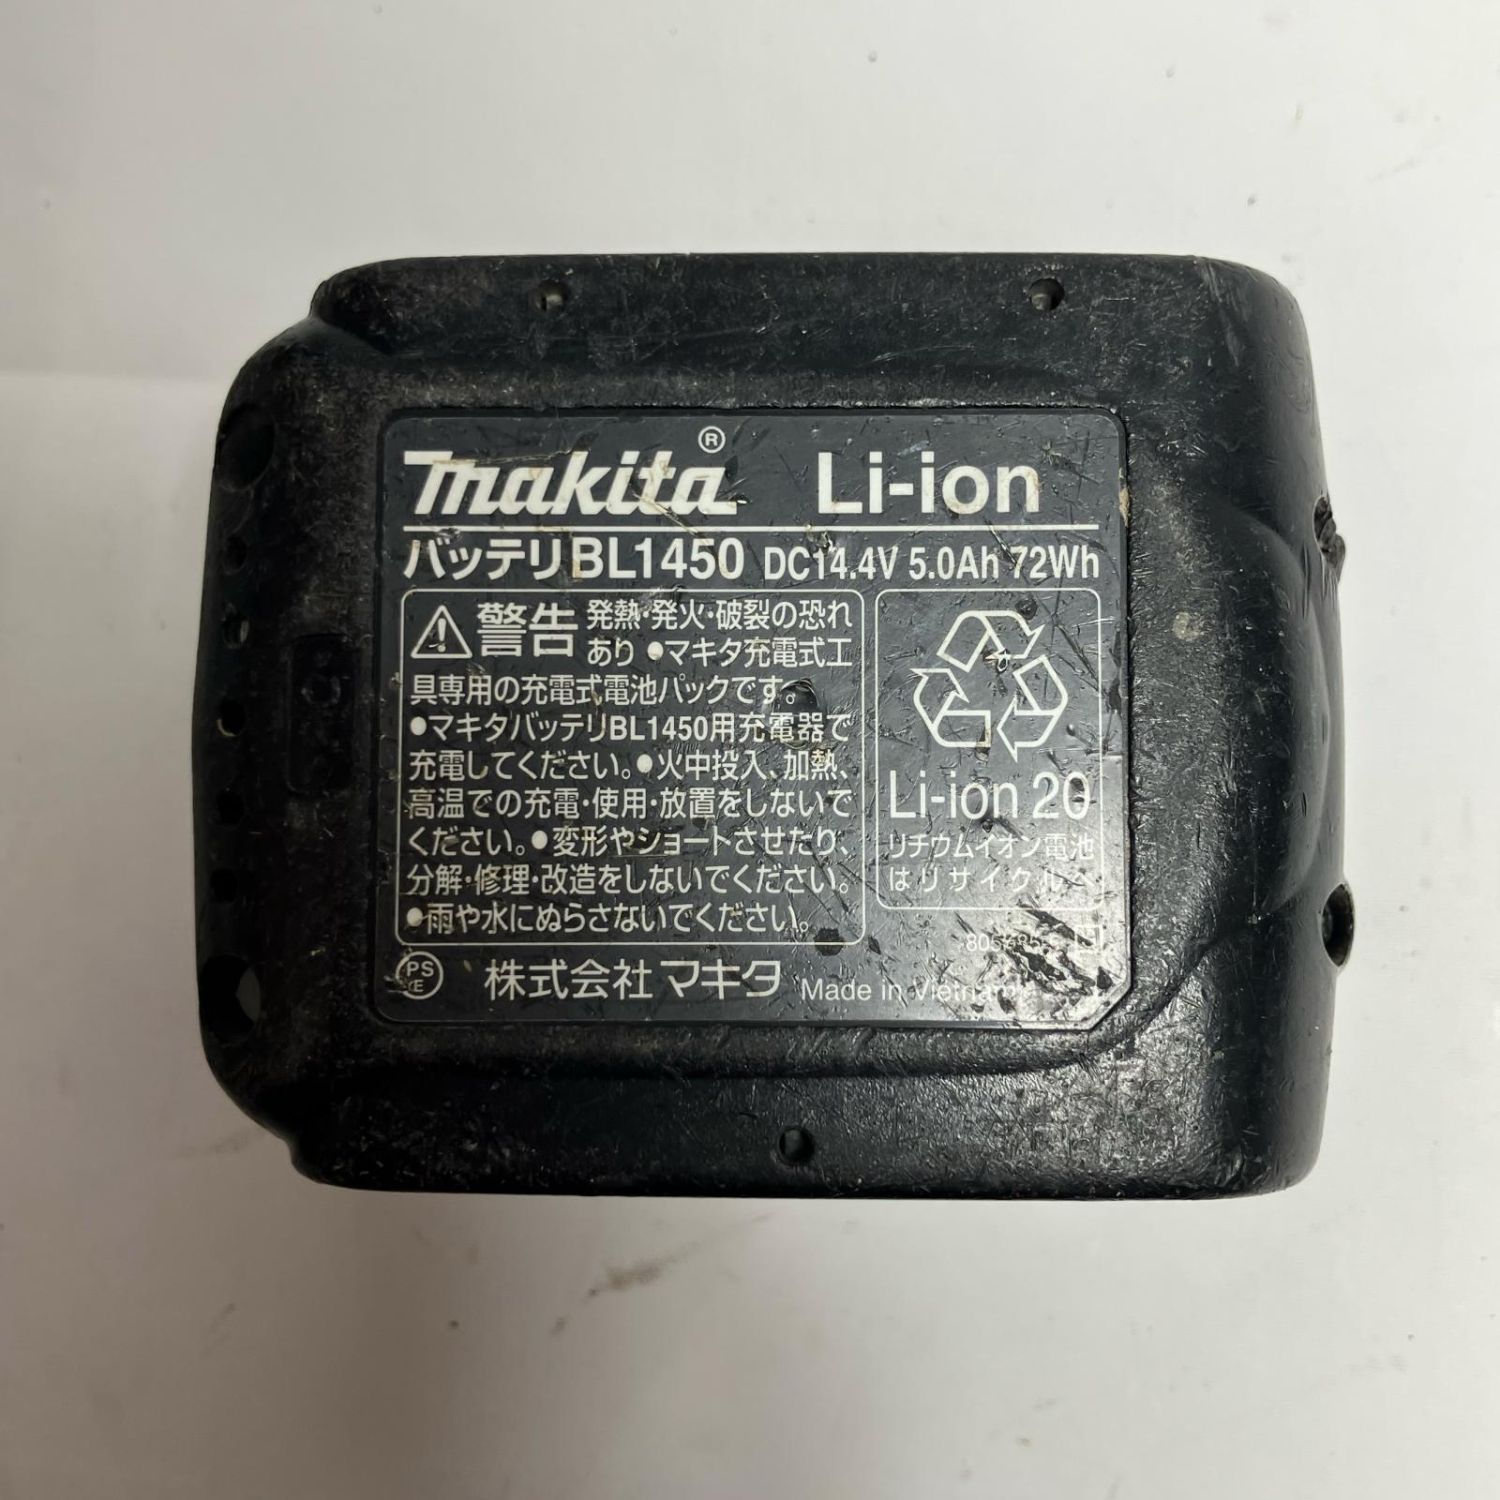 makita® Li-ion
バッテリBL1450 DC14.4V 5.0Ah 72Wh
警告 発熱・発火・破裂の恐れ
あり ●マキタ充電式工
具専用の充電式電池パックです。
●マキタバッテリBL1450用充電器で
充電してください。●火中投入、加熱、
高温での充電・使用・放置をしないで
ください。●変形やショートさせたり、
分解・修理・改造をしないでください。
●雨や水にぬらさないでください。
Li-ion 20
リチウムイオン電池
はリサイクルへ
PS
E
株式会社マキタ Made in Vietnam